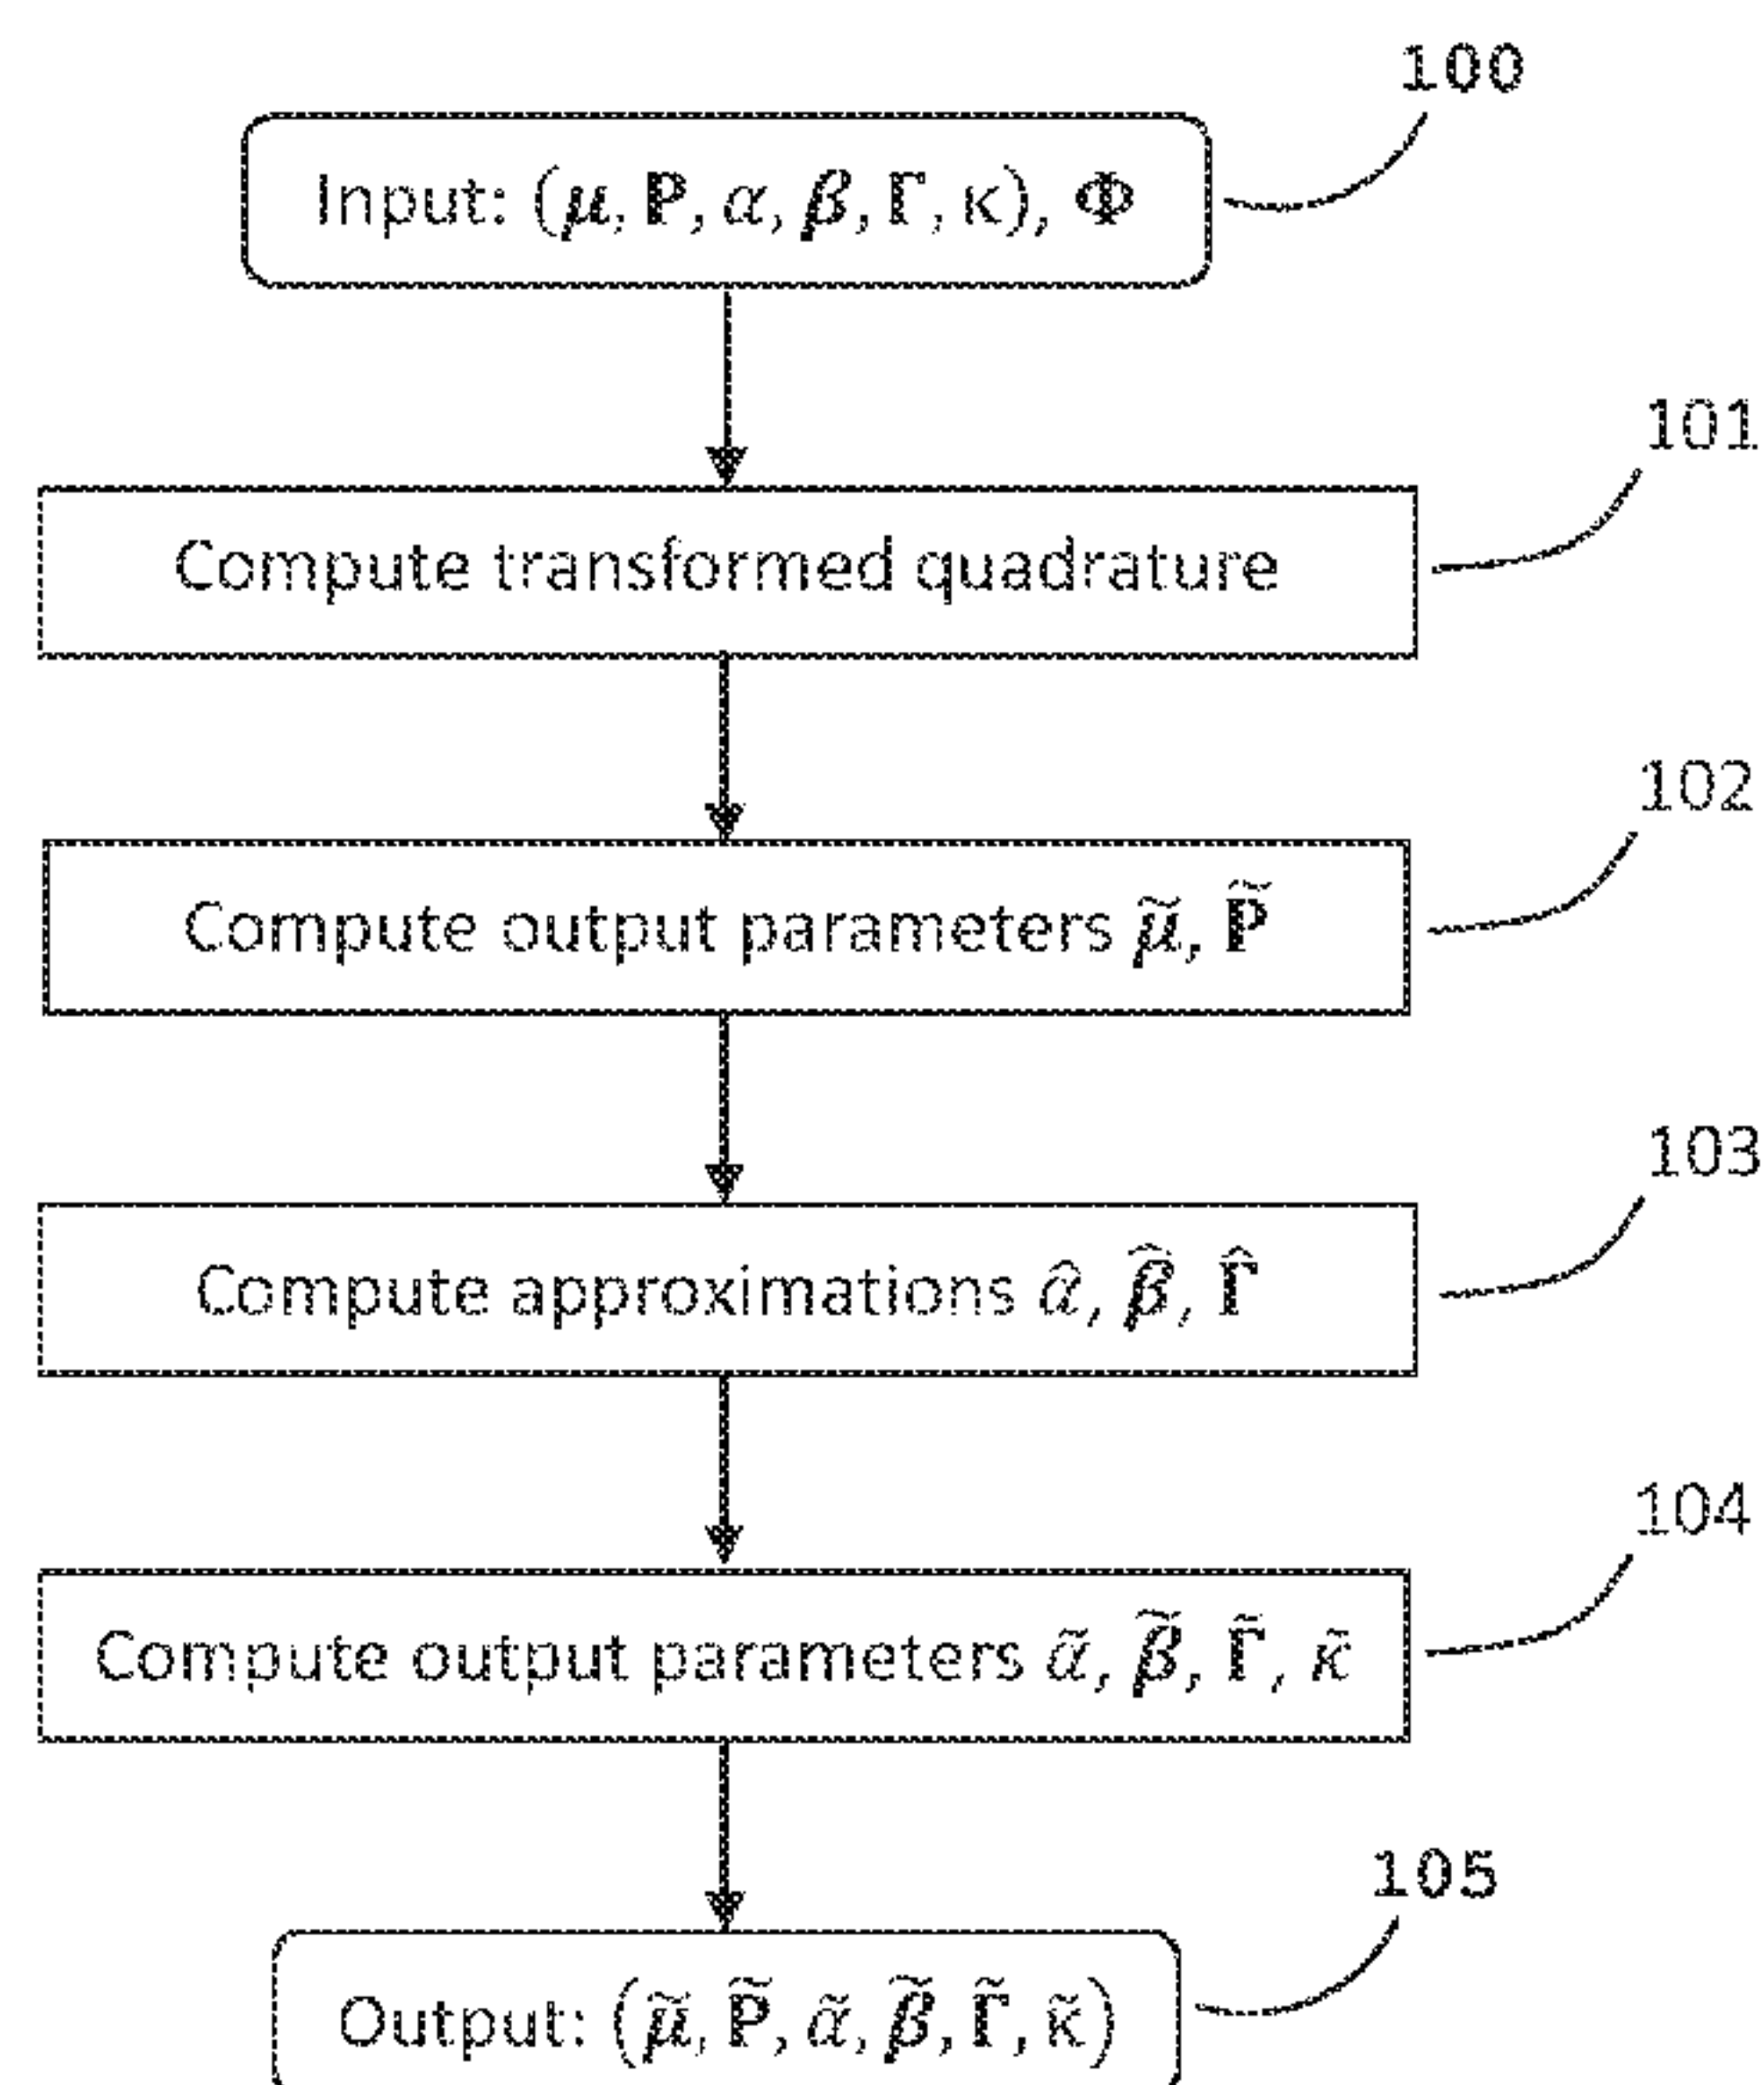 100
Input: (μ, P, α, β, Γ, κ), Φ
101
Compute transformed quadrature
102
Compute output parameters μ̃, P̃
103
Compute approximations α̂, β̂, Γ̂
104
Compute output parameters α̃, β̃, Γ̃, κ̃
105
Output: (μ̃, P̃, α̃, β̃, Γ̃, κ̃)